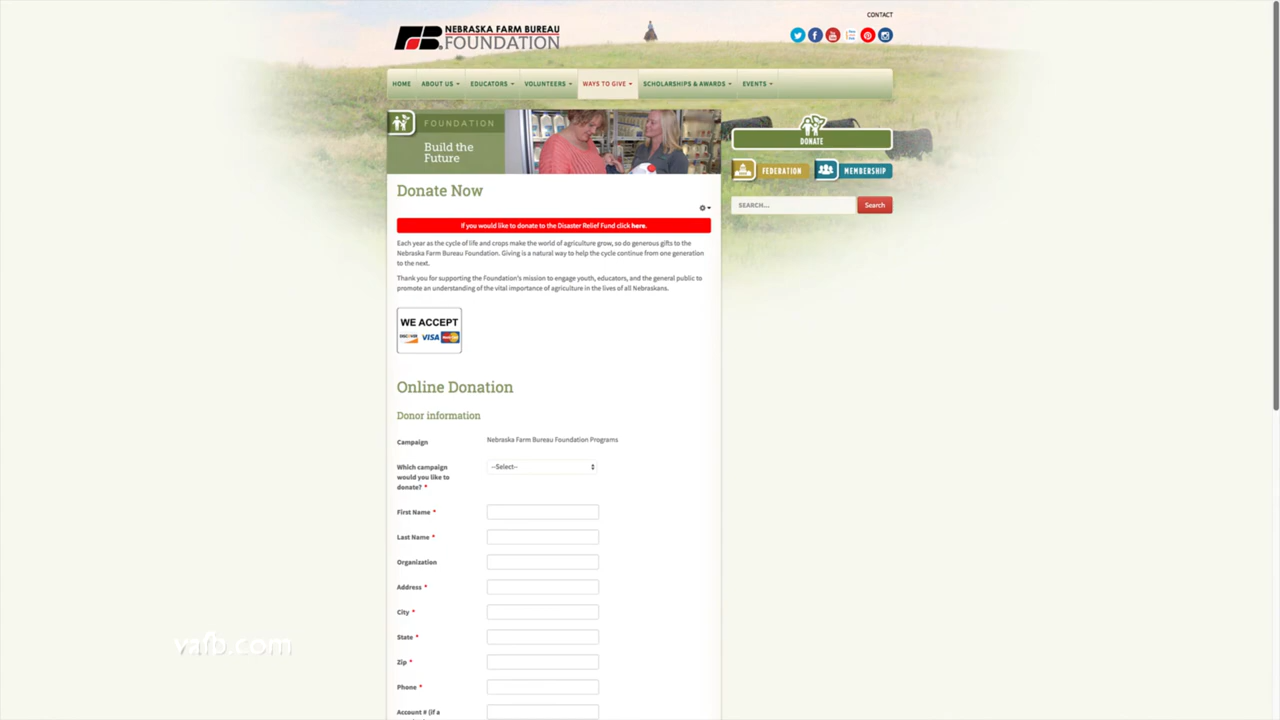 CONTACT
NEBRASKA FARM BUREAU
FOUNDATION
HOME ABOUT US EDUCATORS VOLUNTEERS WAYS TO GIVE SCHOLARSHIPS & AWARDS EVENTS
FOUNDATION
Build the
Future
DONATE
FEDERATION MEMBERSHIP
SEARCH... Search
Donate Now
If you would like to donate to the Disaster Relief Fund click here.
Each year as the cycle of life and crops make the world of agriculture grow, so do generous gifts to the
Nebraska Farm Bureau Foundation. Giving is a natural way to help the cycle continue from one generation
to the next.
Thank you for supporting the Foundation's mission to engage youth, educators, and the general public to
promote an understanding of the vital importance of agriculture in the lives of all Nebraskans.
WE ACCEPT
DISCOVER VISA MasterCard
Online Donation
Donor information
Campaign Nebraska Farm Bureau Foundation Programs
Which campaign
would you like to
donate? *
--Select--
First Name *
Last Name *
Organization
Address *
City *
State *
Zip *
Phone *
Account # (if a
vafb.com